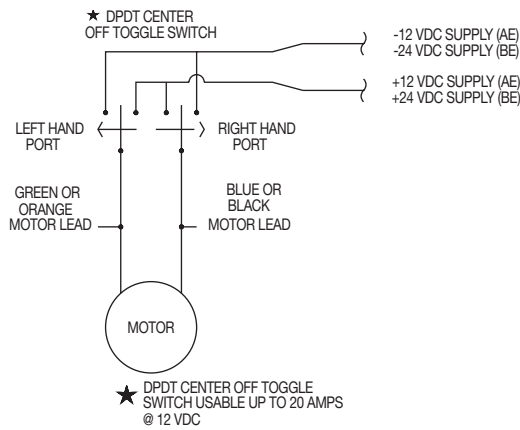 ★ DPDT CENTER
OFF TOGGLE SWITCH
-12 VDC SUPPLY (AE)
-24 VDC SUPPLY (BE)
+12 VDC SUPPLY (AE)
+24 VDC SUPPLY (BE)
LEFT HAND
PORT
RIGHT HAND
PORT
GREEN OR
ORANGE
MOTOR LEAD
BLUE OR
BLACK
MOTOR LEAD
MOTOR
★ DPDT CENTER OFF TOGGLE
SWITCH USABLE UP TO 20 AMPS
@ 12 VDC